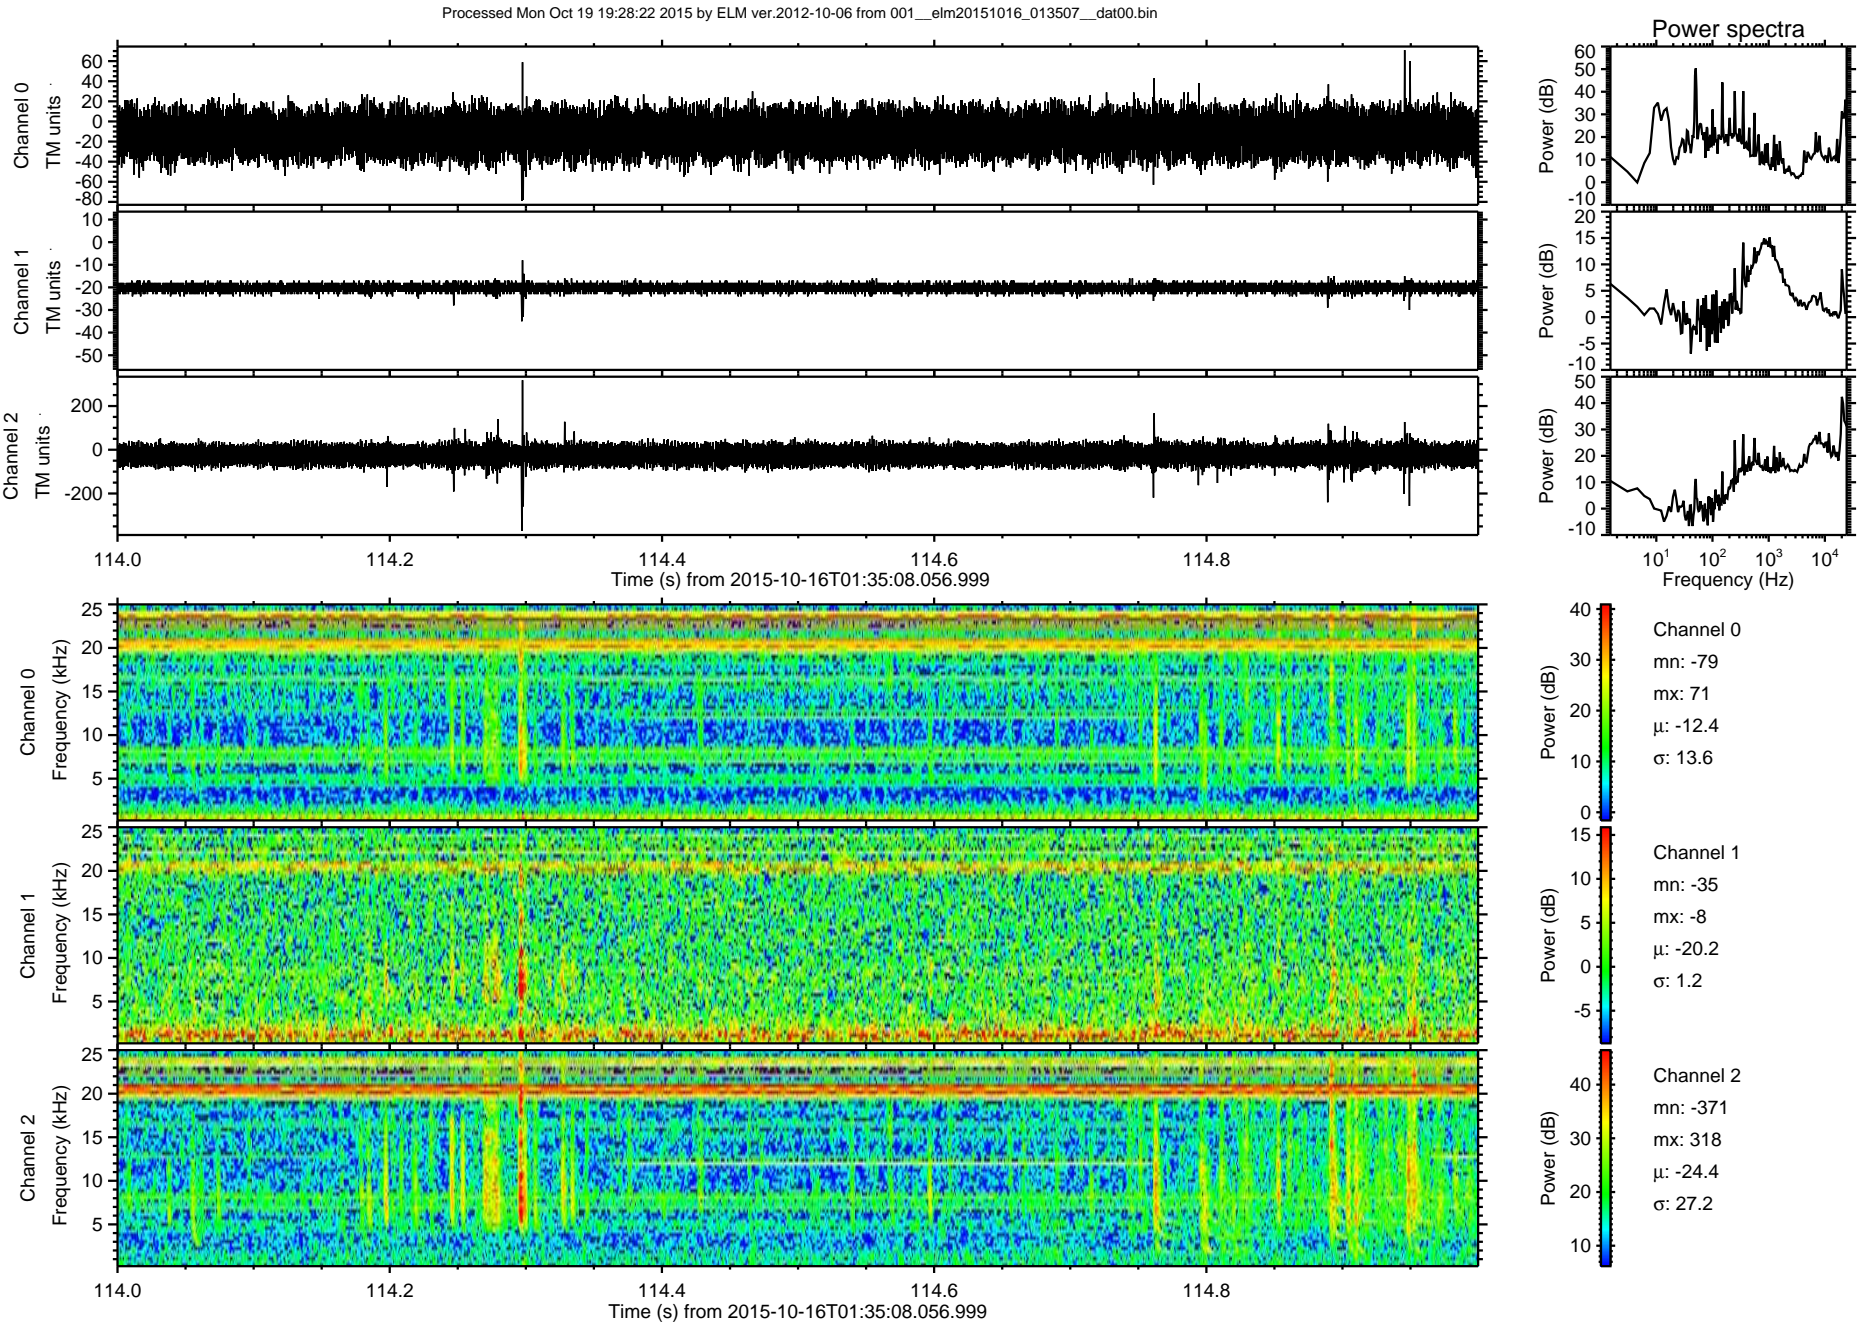 Processed Mon Oct 19 19:28:22 2015 by ELM ver.2012-10-06 from 001__elm20151016_013507__dat00.bin
Power spectra
Channel 0
TM units
60
40
20
0
-20
-40
-60
-80
Power (dB)
60
50
40
30
20
10
0
-10
Channel 1
TM units
10
0
-10
-20
-30
-40
-50
Power (dB)
20
15
10
5
0
-5
-10
Channel 2
TM units
200
0
-200
Power (dB)
50
40
30
20
10
0
-10
114.0 114.2 114.4 114.6 114.8
Time (s) from 2015-10-16T01:35:08.056.999
10^1 10^2 10^3 10^4
Frequency (Hz)
Channel 0
Frequency (kHz)
25
20
15
10
5
Power (dB)
40
30
20
10
0
Channel 0
mn: -79
mx: 71
μ: -12.4
σ: 13.6
Channel 1
Frequency (kHz)
25
20
15
10
5
Power (dB)
15
10
5
0
-5
Channel 1
mn: -35
mx: -8
μ: -20.2
σ: 1.2
Channel 2
Frequency (kHz)
25
20
15
10
5
Power (dB)
40
30
20
10
Channel 2
mn: -371
mx: 318
μ: -24.4
σ: 27.2
114.0 114.2 114.4 114.6 114.8
Time (s) from 2015-10-16T01:35:08.056.999